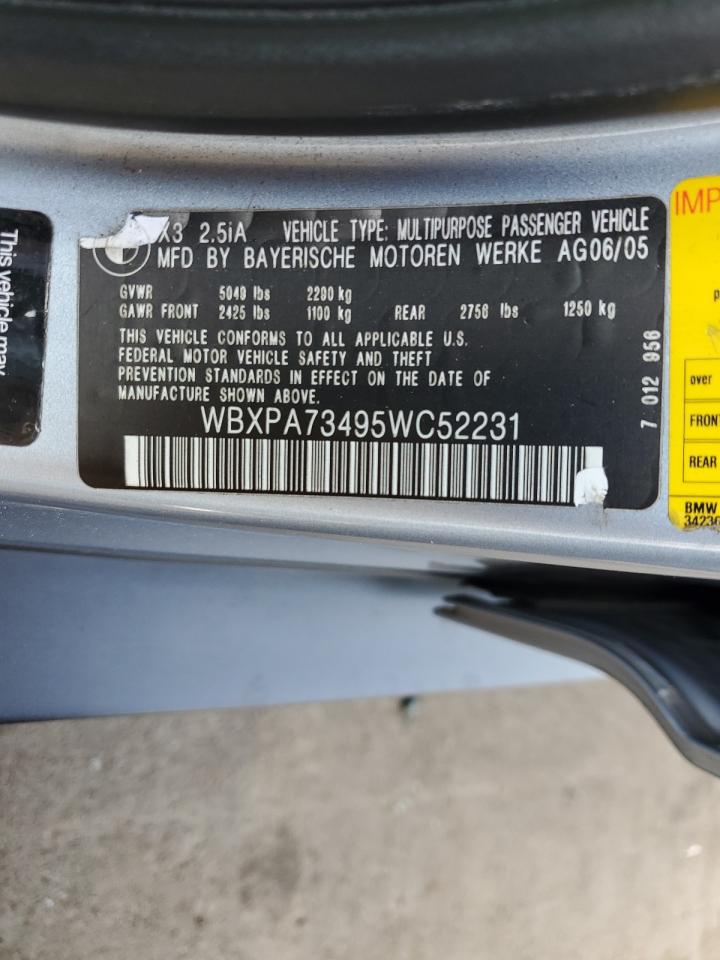 This vehicle may
X3 2.5iA VEHICLE TYPE: MULTIPURPOSE PASSENGER VEHICLE
MFD BY BAYERISCHE MOTOREN WERKE AG06/05
GVWR 5049 lbs 2290 kg
GAWR FRONT 2425 lbs 1100 kg REAR 2756 lbs 1250 kg
THIS VEHICLE CONFORMS TO ALL APPLICABLE U.S.
FEDERAL MOTOR VEHICLE SAFETY AND THEFT
PREVENTION STANDARDS IN EFFECT ON THE DATE OF
MANUFACTURE SHOWN ABOVE.
WBXPA73495WC52231
7 012 956
IMP
p
over
FRONT
REAR
BMW
34236